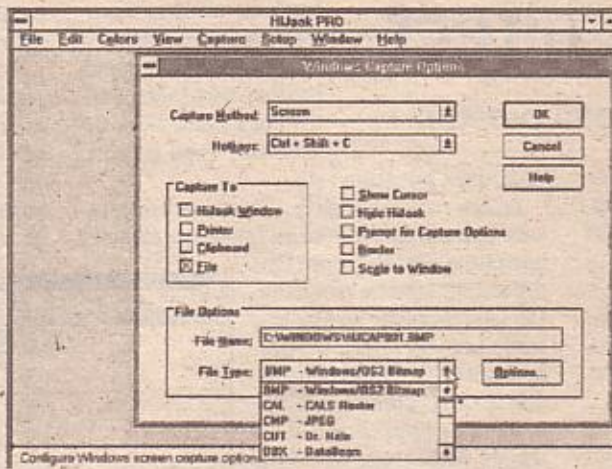 HiJaak PRO
File Edit Colors View Capture Setup Window Help
Windows Capture Options
Capture Method: Screen
OK
Hotkeys: Ctrl + Shift + C
Cancel
Help
Capture To
HiJaak Window
Printer
Clipboard
File
Show Cursor
Hide HiJaak
Prompt for Capture Options
Border
Scale to Window
File Options
File Name: C:\WINDOWS\HJCAP001.BMP
File Type: BMP - Windows/OS2 Bitmap
Options...
BMP - Windows/OS2 Bitmap
CAL - CALS Raster
CMP - JPEG
CUT - Dr. Halo
DBX - DataBeam
Configure Windows screen capture options